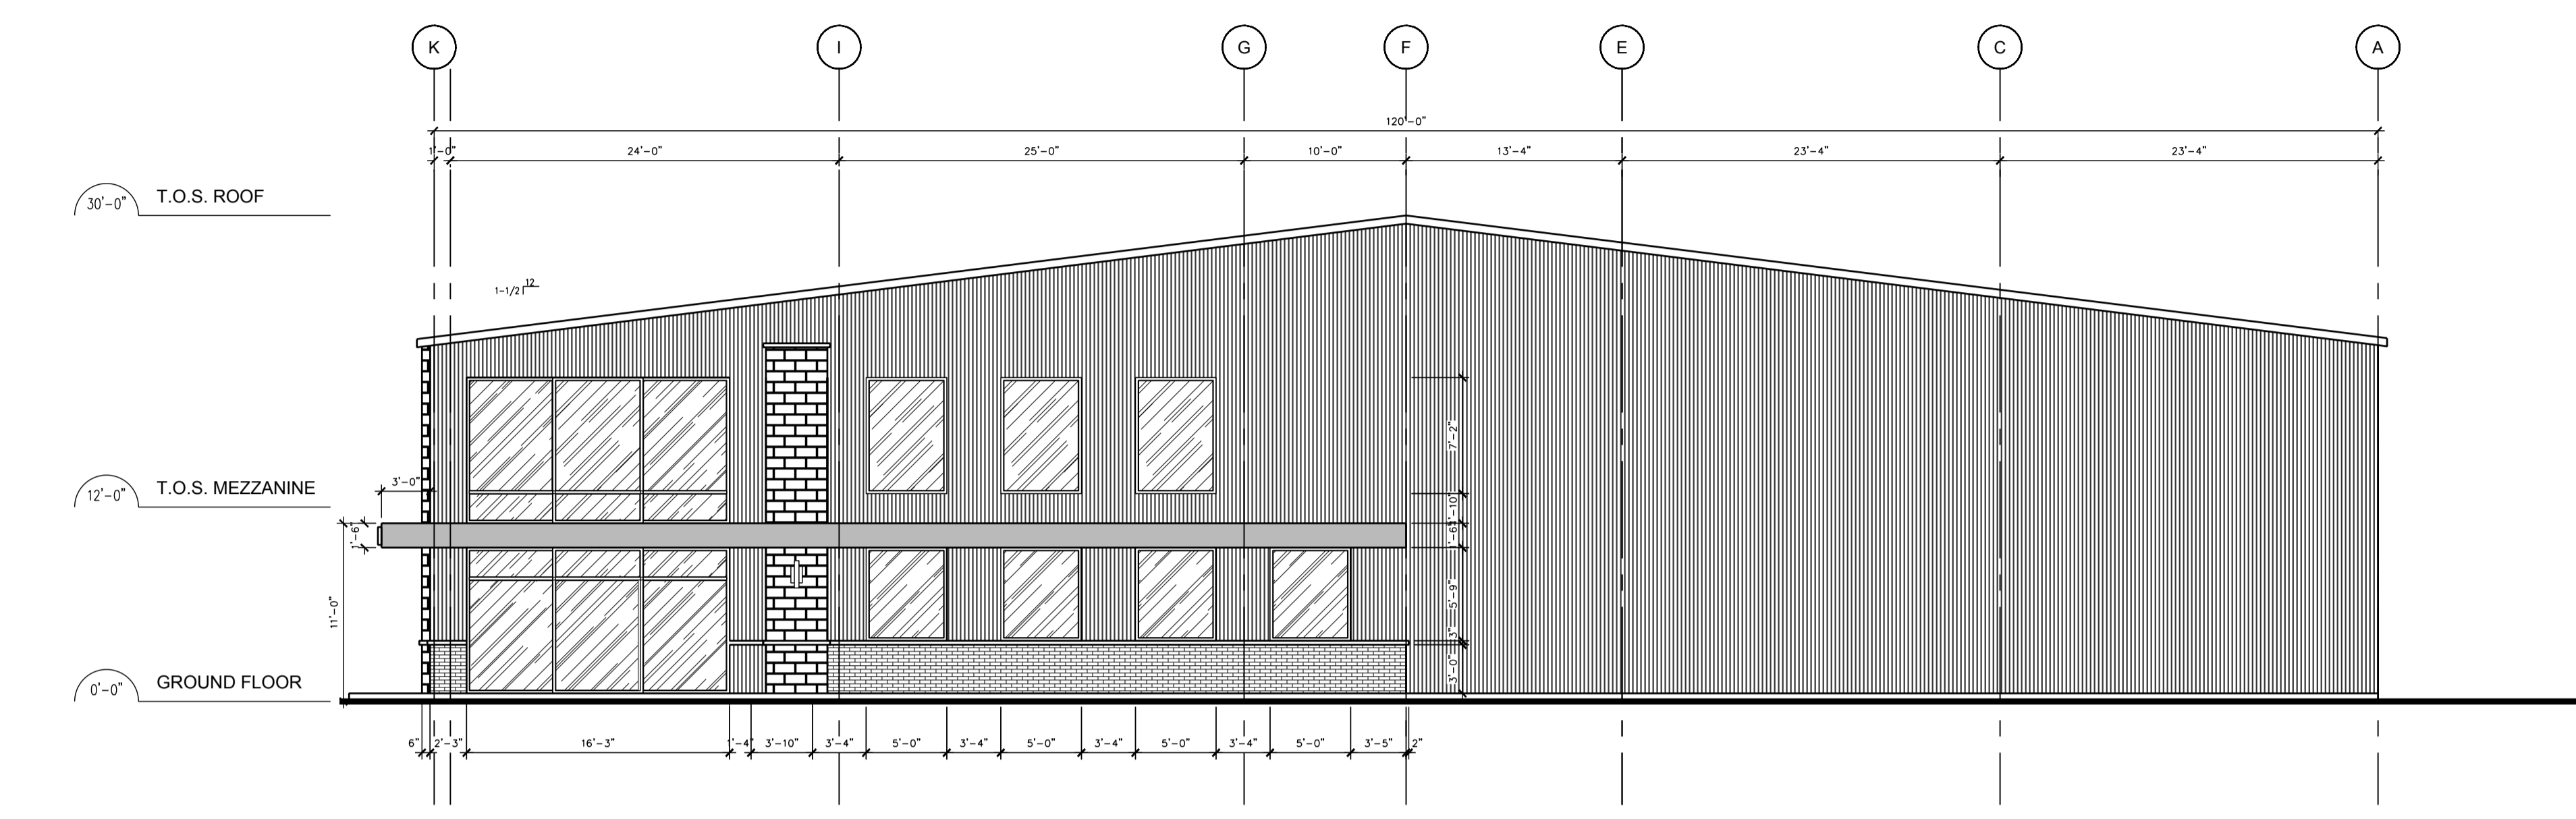 K I G F E C A
120'-0"
1'-0" 24'-0" 25'-0" 10'-0" 13'-4" 23'-4" 23'-4"
30'-0" T.O.S. ROOF
12
1-1/2
7'-2"
12'-0" T.O.S. MEZZANINE
3'-0"
1'-6"
1'-10"
1'-6"
11'-0"
5'-9"
3"
3'-0"
0'-0" GROUND FLOOR
6" 2'-3" 16'-3" 1'-4" 3'-10" 3'-4" 5'-0" 3'-4" 5'-0" 3'-4" 5'-0" 3'-4" 5'-0" 3'-5" 2"